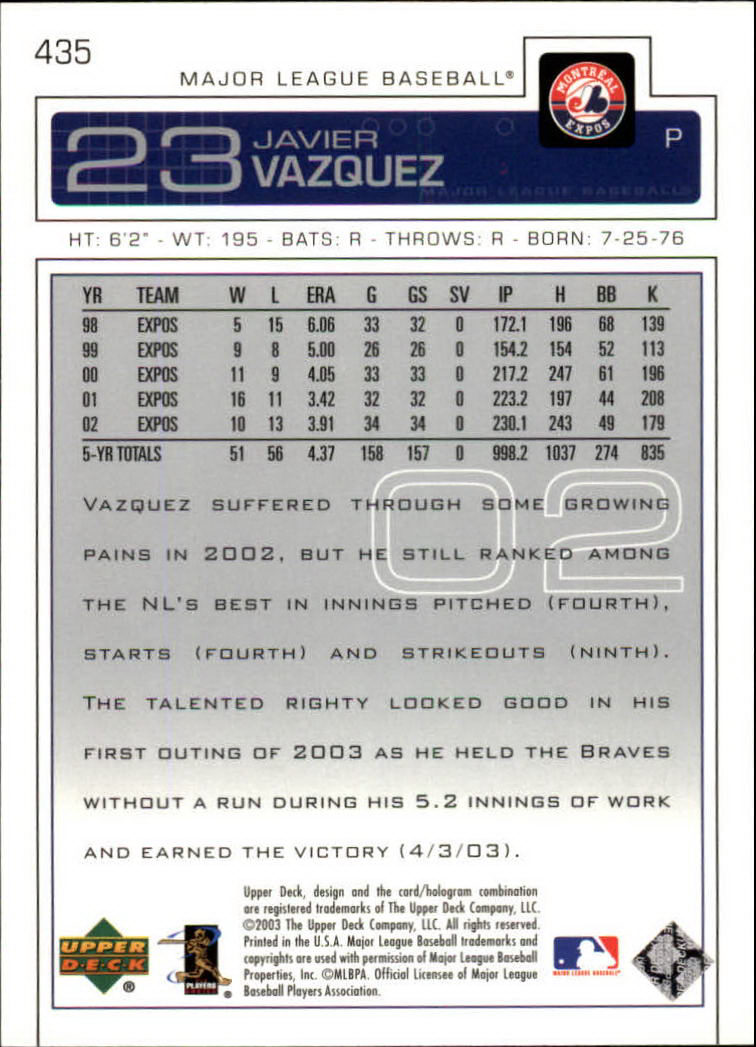 435
MAJOR LEAGUE BASEBALL®
MONTRÉAL
EXPOS
23 JAVIER
VAZQUEZ
P
MAJOR LEAGUE BASEBALL
HT: 6'2" - WT: 195 - BATS: R - THROWS: R - BORN: 7-25-76
YR TEAM W L ERA G GS SV IP H BB K
98 EXPOS 5 15 6.06 33 32 0 172.1 196 68 139
99 EXPOS 9 8 5.00 26 26 0 154.2 154 52 113
00 EXPOS 11 9 4.05 33 33 0 217.2 247 61 196
01 EXPOS 16 11 3.42 32 32 0 223.2 197 44 208
02 EXPOS 10 13 3.91 34 34 0 230.1 243 49 179
5-YR TOTALS 51 56 4.37 158 157 0 998.2 1037 274 835
02
VAZQUEZ SUFFERED THROUGH SOME GROWING
PAINS IN 2002, BUT HE STILL RANKED AMONG
THE NL'S BEST IN INNINGS PITCHED (FOURTH),
STARTS (FOURTH) AND STRIKEOUTS (NINTH).
THE TALENTED RIGHTY LOOKED GOOD IN HIS
FIRST OUTING OF 2003 AS HE HELD THE BRAVES
WITHOUT A RUN DURING HIS 5.2 INNINGS OF WORK
AND EARNED THE VICTORY (4/3/03).
Upper Deck, design and the card/hologram combination
are registered trademarks of The Upper Deck Company, LLC.
©2003 The Upper Deck Company, LLC. All rights reserved.
Printed in the U.S.A. Major League Baseball trademarks and
copyrights are used with permission of Major League Baseball
Properties, Inc. ©MLBPA. Official Licensee of Major League
Baseball Players Association.
UPPER
D·E·C·K
®
PLAYERS
CHOICE
®
MAJOR LEAGUE BASEBALL